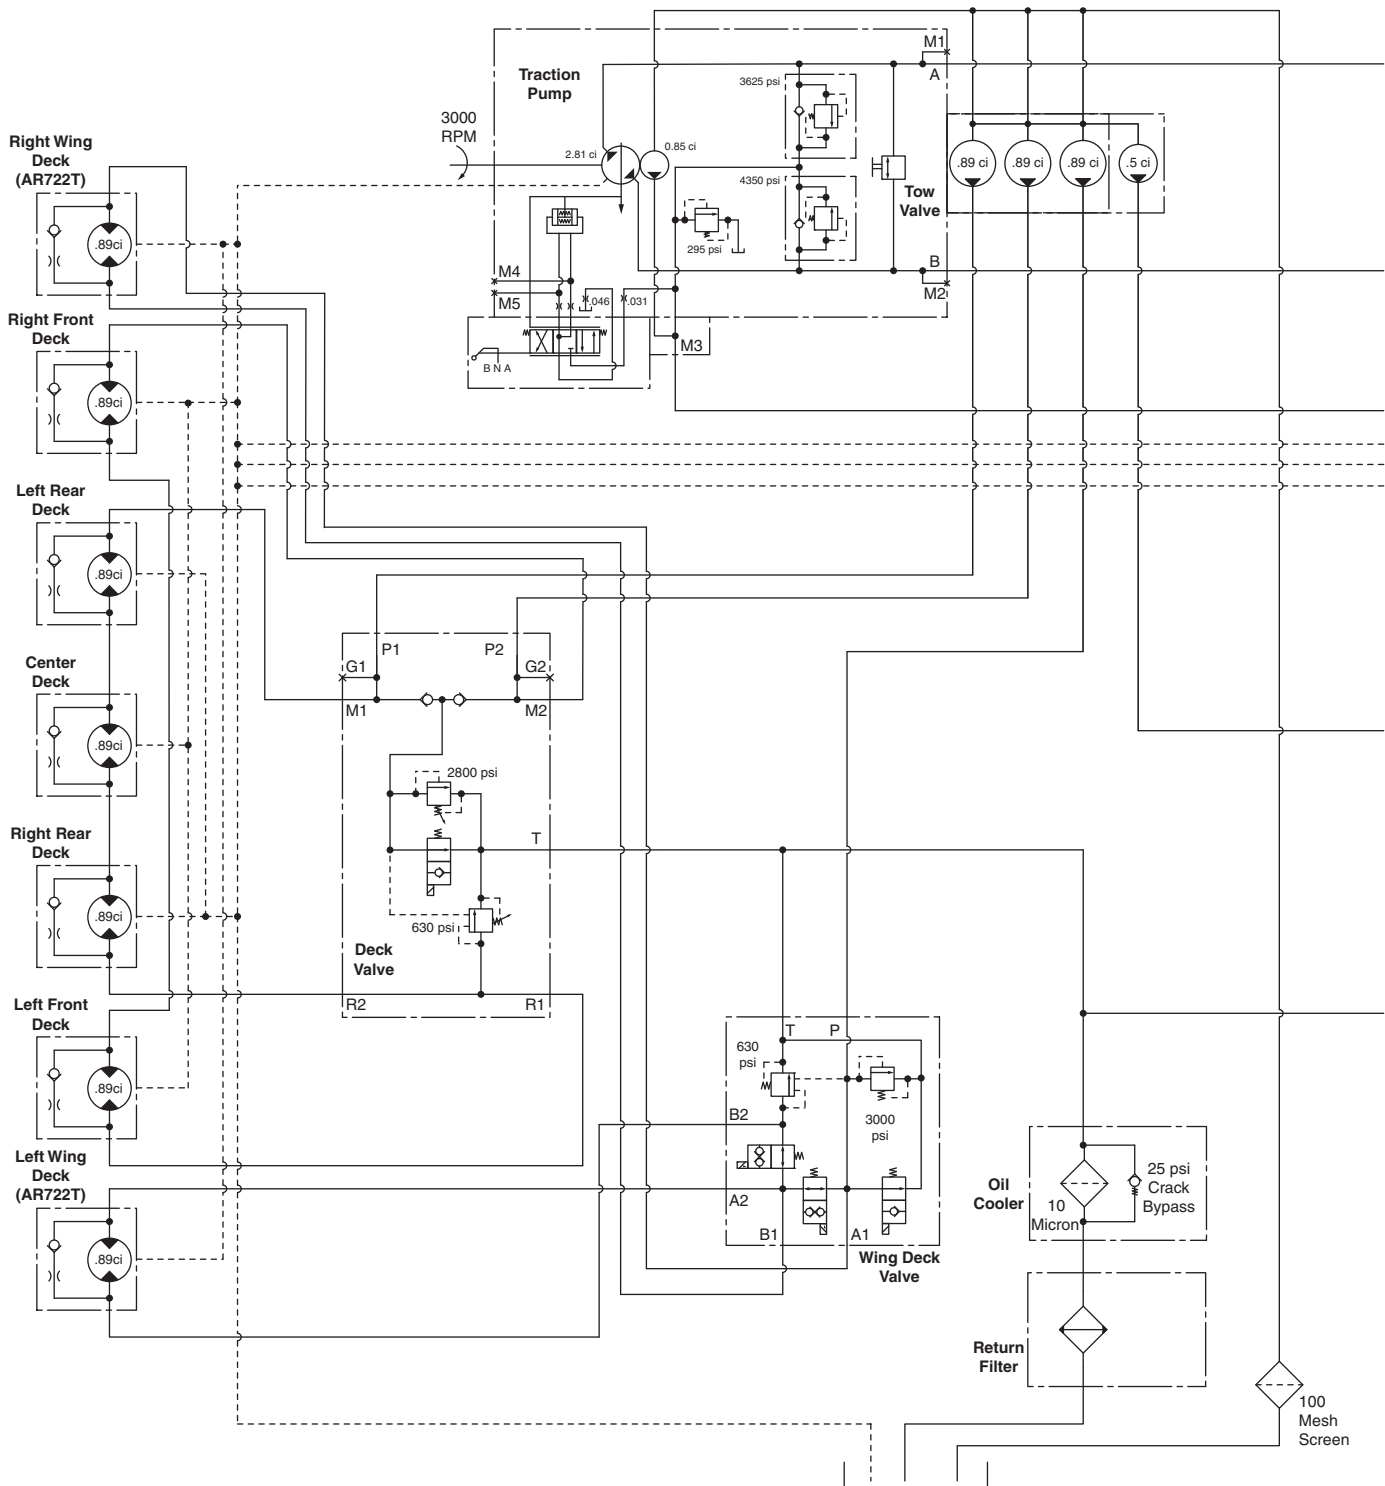 M1
Traction
Pump
A
3625 psi
3000
RPM
Right Wing
Deck
(AR722T)
2.81 ci
0.85 ci
.89 ci
.89 ci
.89 ci
.5 ci
4350 psi
Tow
Valve
.89ci
295 psi
B
M4
M2
M5
.046
.031
Right Front
Deck
M3
B N A
.89ci
Left Rear
Deck
.89ci
P1
P2
Center
Deck
G1
G2
M1
M2
.89ci
2800 psi
Right Rear
Deck
T
.89ci
630 psi
Deck
Valve
Left Front
Deck
R2
R1
T
P
630
psi
.89ci
B2
3000
psi
Left Wing
Deck
(AR722T)
25 psi
Crack
Bypass
Oil
Cooler
10
Micron
A2
B1
A1
.89ci
Wing Deck
Valve
Return
Filter
100
Mesh
Screen